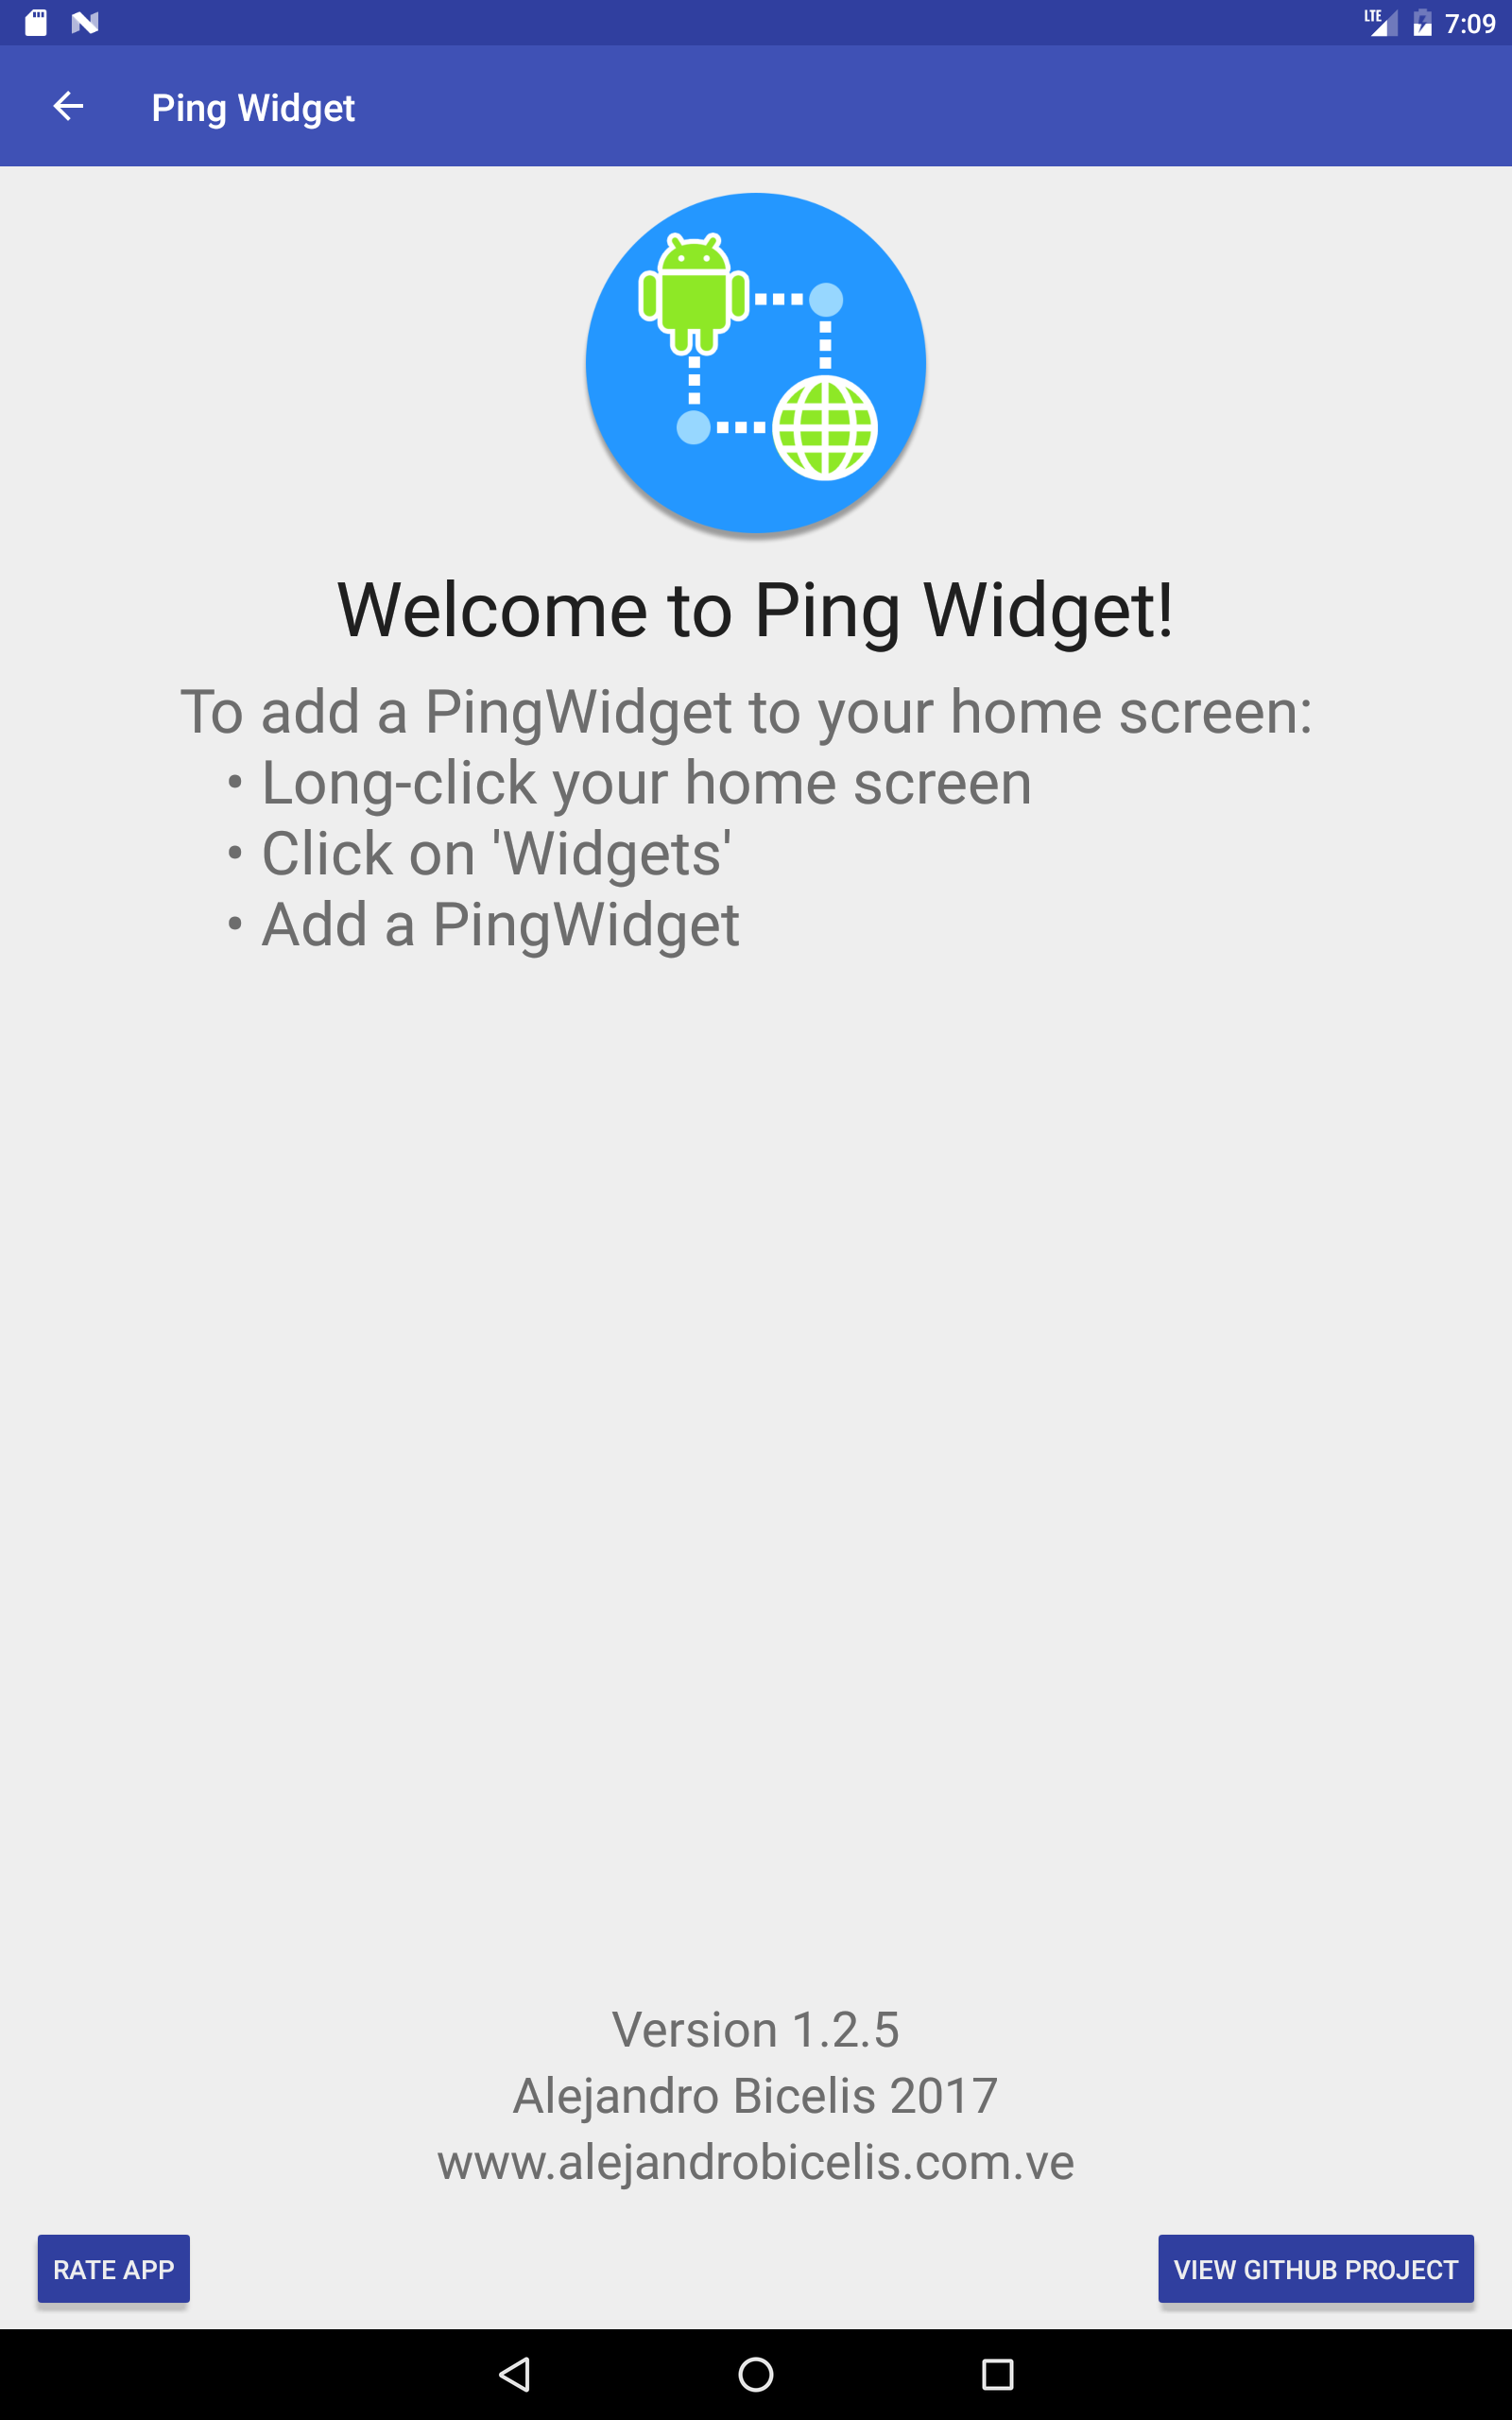 LTE 7:09
Ping Widget
Welcome to Ping Widget!
To add a PingWidget to your home screen:
• Long-click your home screen
• Click on 'Widgets'
• Add a PingWidget
Version 1.2.5
Alejandro Bicelis 2017
www.alejandrobicelis.com.ve
RATE APP
VIEW GITHUB PROJECT